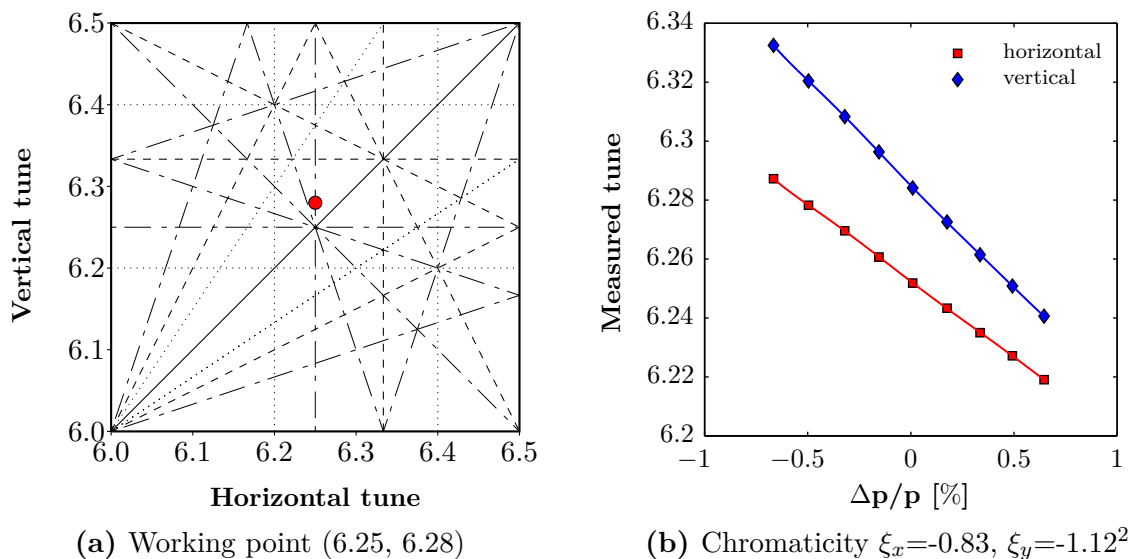 6.5
6.4
6.3
6.2
6.1
6.0
6.0 6.1 6.2 6.3 6.4 6.5
Vertical tune
Horizontal tune
(a) Working point (6.25, 6.28)
6.34
6.32
6.3
6.28
6.26
6.24
6.22
6.2
−1 −0.5 0 0.5 1
Measured tune
horizontal
vertical
Δp/p [%]
(b) Chromaticity ξx=-0.83, ξy=-1.12²